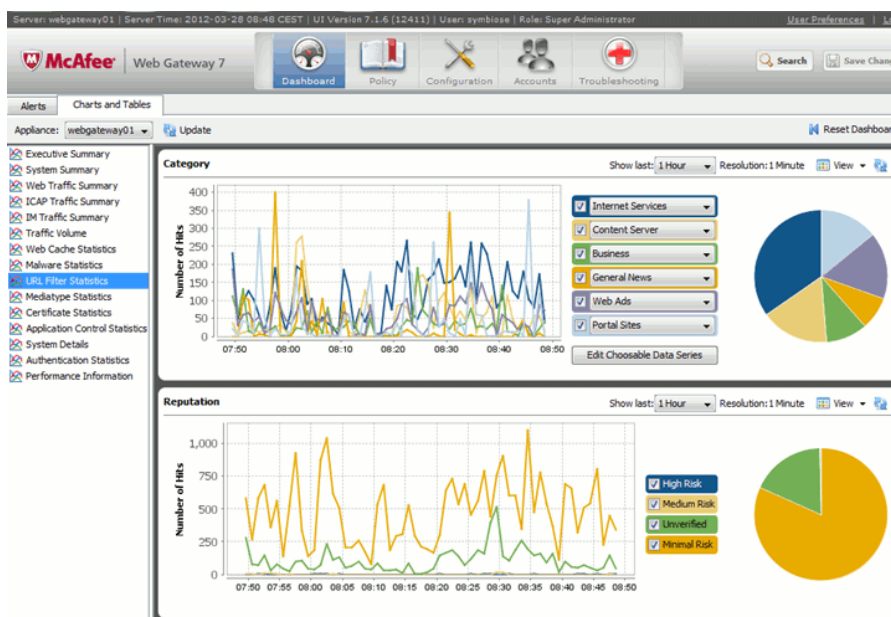 Server: webgateway01 | Server Time: 2012-03-28 08:48 CEST | UI Version 7.1.6 (12411) | User: symbiose | Role: Super Administrator
User Preferences |
McAfee | Web Gateway 7
Dashboard Policy Configuration Accounts Troubleshooting
Search Save Chang
Alerts Charts and Tables
Appliance: webgateway01 Update Reset Dashboar
Executive Summary
System Summary
Web Traffic Summary
ICAP Traffic Summary
IM Traffic Summary
Traffic Volume
Web Cache Statistics
Malware Statistics
URL Filter Statistics
Mediatype Statistics
Certificate Statistics
Application Control Statistics
System Details
Authentication Statistics
Performance Information
Category Show last: 1 Hour Resolution: 1 Minute View
Number of Hits
400
350
300
250
200
150
100
50
0
07:50 08:00 08:10 08:20 08:30 08:40 08:50
Internet Services
Content Server
Business
General News
Web Ads
Portal Sites
Edit Choosable Data Series
Reputation Show last: 1 Hour Resolution: 1 Minute View
Number of Hits
1,000
750
500
250
0
07:50 07:55 08:00 08:05 08:10 08:15 08:20 08:25 08:30 08:35 08:40 08:45 08:50
High Risk
Medium Risk
Unverified
Minimal Risk